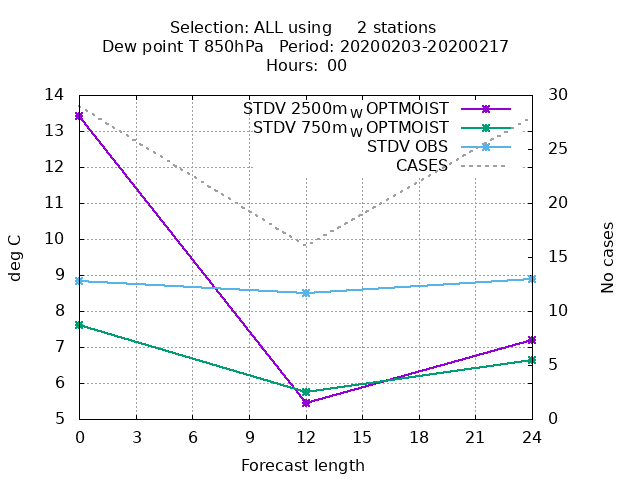 Selection: ALL using 2 stations
Dew point T 850hPa Period: 20200203-20200217
Hours: 00
14
13
12
11
10
9
8
7
6
5
deg C
STDV 2500m_W OPTMOIST
STDV 750m_W OPTMOIST
STDV OBS
CASES
30
25
20
15
10
5
0
No cases
0 3 6 9 12 15 18 21 24
Forecast length